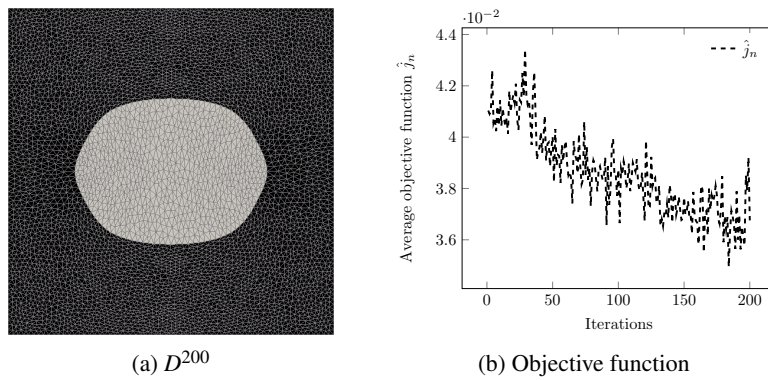 ·10⁻²
4.4
4.2
4
3.8
3.6
Average objective function ĵₙ
ĵₙ
0 50 100 150 200
Iterations
(a) D²⁰⁰
(b) Objective function